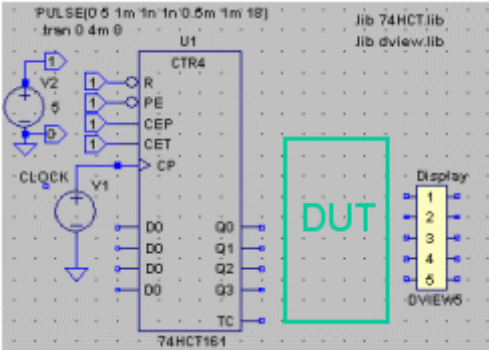 PULSE(0 5 1m 1n 1n 0.5m 1m 18)
.tran 0 4m 0
.lib 74HCT.lib
.lib dview.lib
U1
CTR4
1
V2
5
0
1
R
1
PE
1
CEP
1
CET
CP
CLOCK
V1
D0
Q0
D0
Q1
D0
Q2
D0
Q3
TC
74HCT161
DUT
Display
1
2
3
4
5
DVIEW5